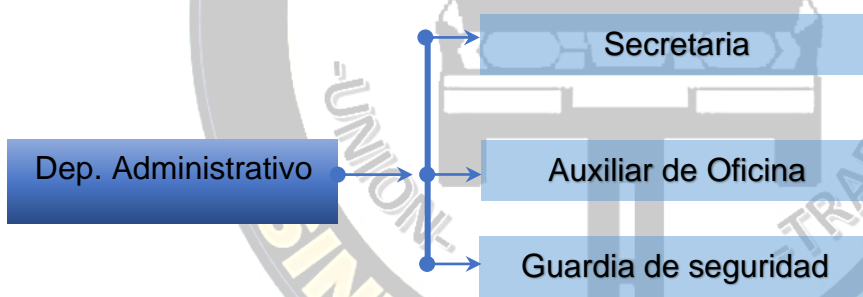 Secretaria
Dep. Administrativo
Auxiliar de Oficina
Guardia de seguridad
-UNION-